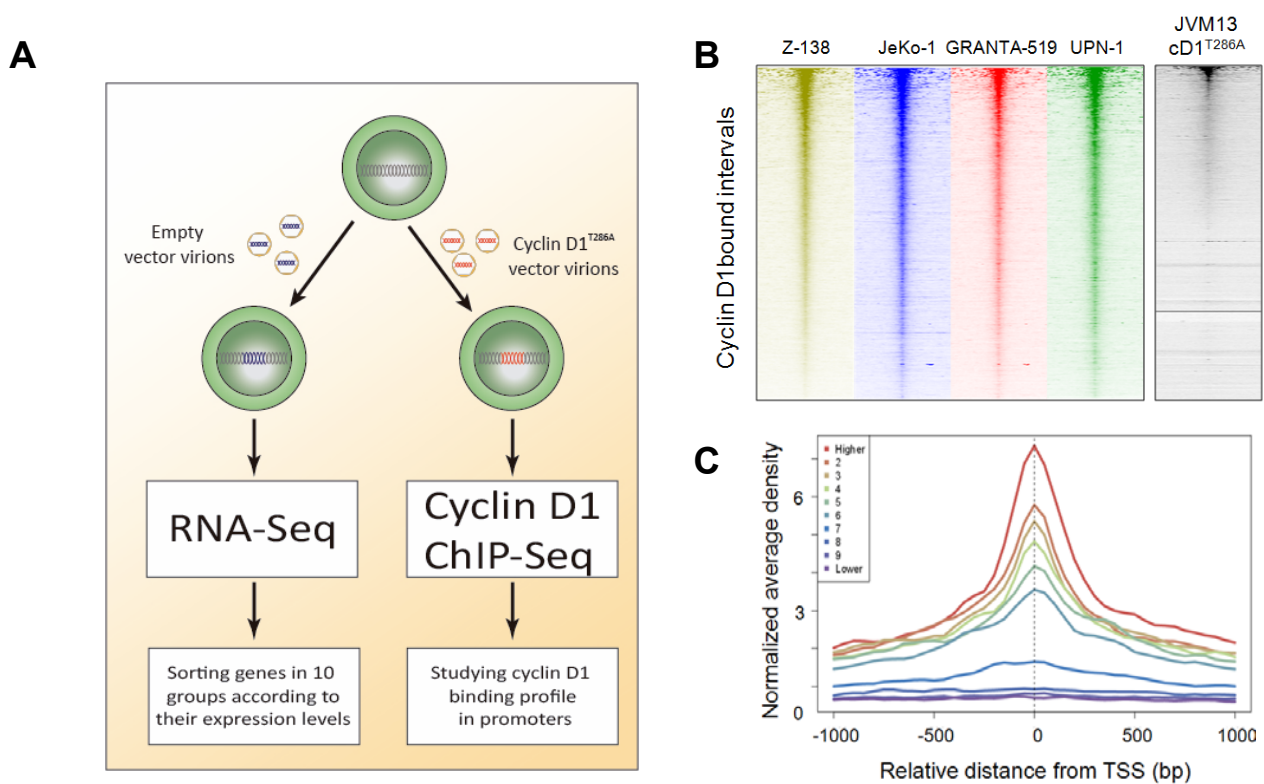 A
Empty
vector virions
Cyclin D1T286A
vector virions
RNA-Seq
Cyclin D1
ChIP-Seq
Sorting genes in 10
groups according to
their expression levels
Studying cyclin D1
binding profile
in promoters
B
Z-138
JeKo-1
GRANTA-519
UPN-1
JVM13
cD1T286A
Cyclin D1bound intervals
C
Higher
2
3
4
5
6
7
8
9
Lower
Normalized average density
6
3
0
-1000
-500
0
500
1000
Relative distance from TSS (bp)